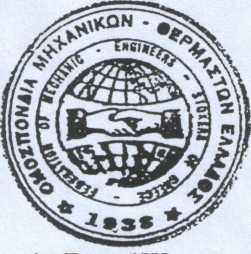 ΟΜΟΣΠΟΝΔΙΑ ΜΗΧΑΝΙΚΩΝ - ΘΕΡΜΑΣΤΩΝ ΕΛΛΑΔΟΣ
FEDERATION OF MECHANIC - ENGINEERS - STOKERS
GREECE
1938